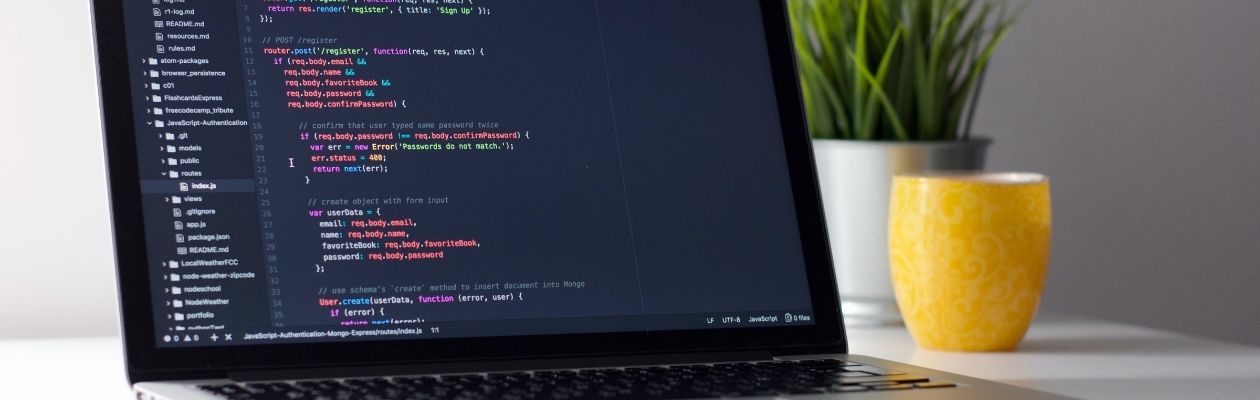 r1-log.md
README.md
resources.md
rules.md
atom-packages
browser_persistence
c01
FlashcardsExpress
freecodecamp_tribute
JavaScript-Authentication
.git
models
public
routes
index.js
views
.gitignore
app.js
package.json
README.md
LocalWeatherFCC
node-weather-zipcode
nodeschool
NodeWeather
portfolio
pythonTest
7 return res.render('register', { title: 'Sign Up' });
8 });
9
10 // POST /register
11 router.post('/register', function(req, res, next) {
12 if (req.body.email &&
13 req.body.name &&
14 req.body.favoriteBook &&
15 req.body.password &&
16 req.body.confirmPassword) {
17
18 // confirm that user typed same password twice
19 if (req.body.password !== req.body.confirmPassword) {
20 var err = new Error('Passwords do not match.');
21 err.status = 400;
22 return next(err);
23 }
24
25 // create object with form input
26 var userData = {
27 email: req.body.email,
28 name: req.body.name,
29 favoriteBook: req.body.favoriteBook,
30 password: req.body.password
31 };
32
33 // use schema's `create` method to insert document into Mongo
34 User.create(userData, function (error, user) {
35 if (error) {
36 return next(error);
0 0 JavaScript-Authentication-Mongo-Express/routes/index.js 1:1 LF UTF-8 JavaScript 0 files